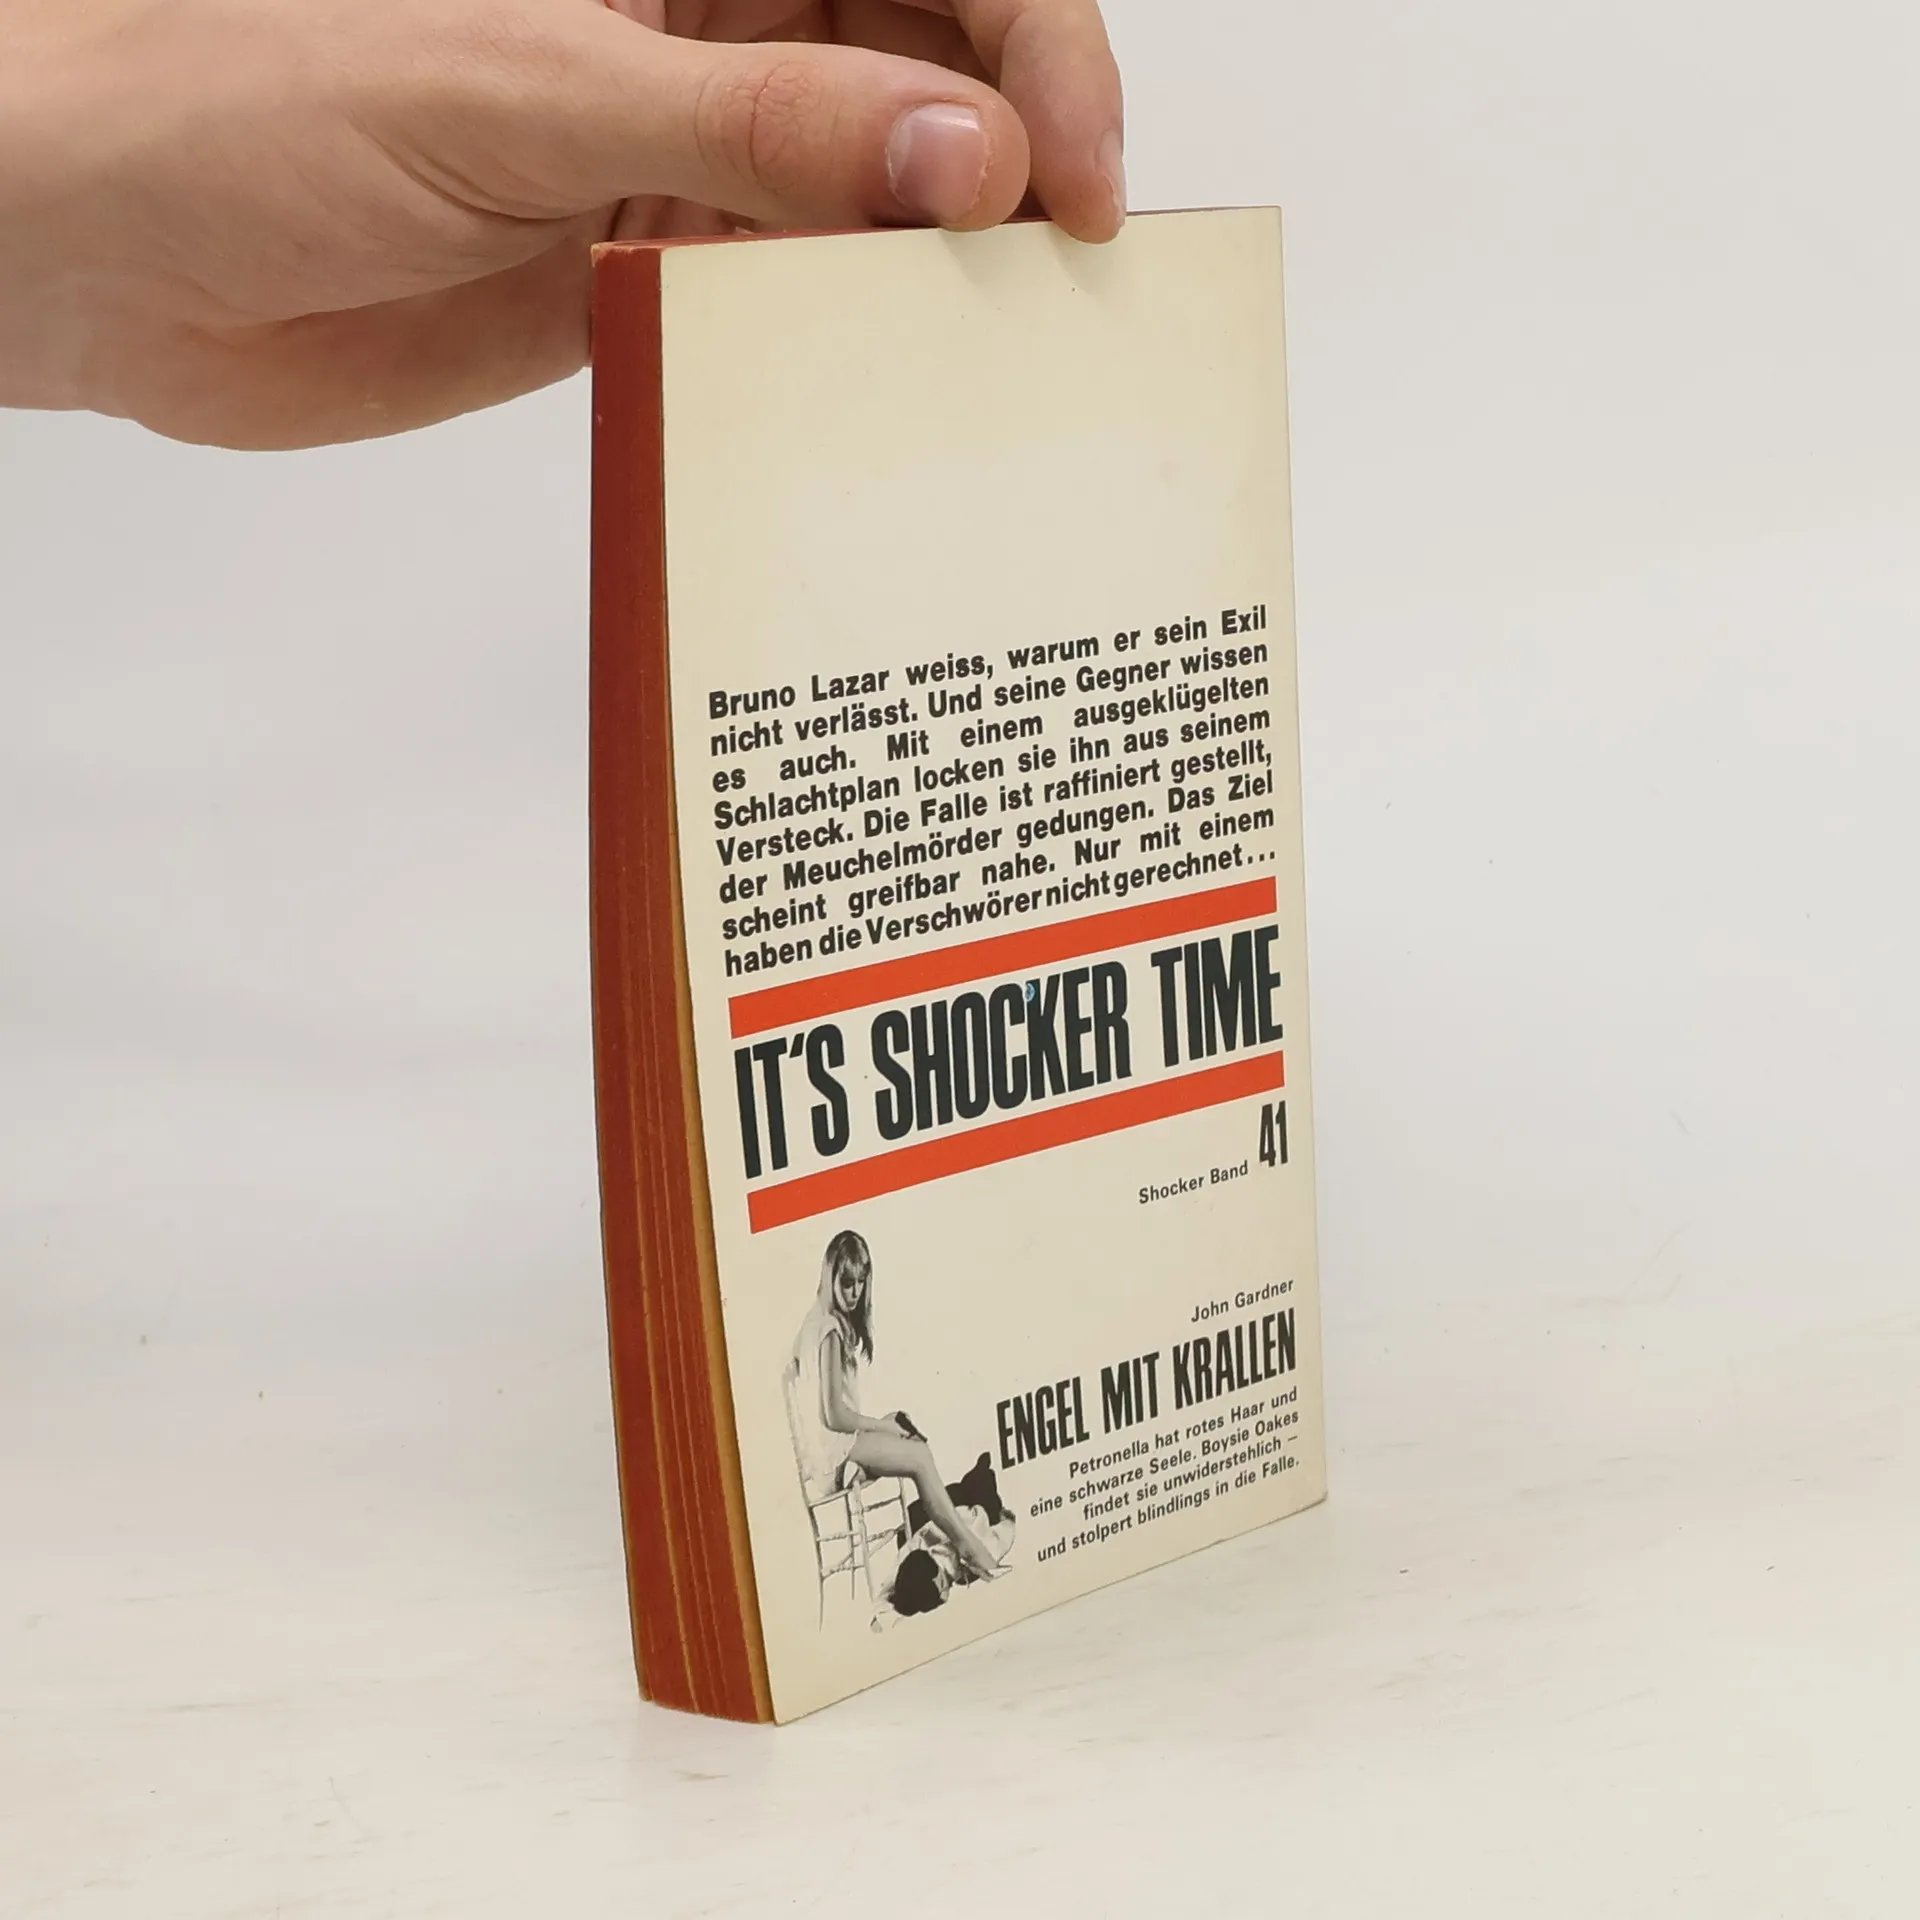 Bruno Lazar weiss, warum er sein Exil
nicht verlässt. Und seine Gegner wissen
es auch. Mit einem ausgeklügelten
Schlachtplan locken sie ihn aus seinem
Versteck. Die Falle ist raffiniert gestellt,
der Meuchelmörder gedungen. Das Ziel
scheint greifbar nahe. Nur mit einem
haben die Verschwörer nicht gerechnet...
IT'S SHOCKER TIME
Shocker Band 41
John Gardner
ENGEL MIT KRALLEN
Petronella hat rotes Haar und
eine schwarze Seele. Boysie Oakes
findet sie unwiderstehlich –
und stolpert blindlings in die Falle.